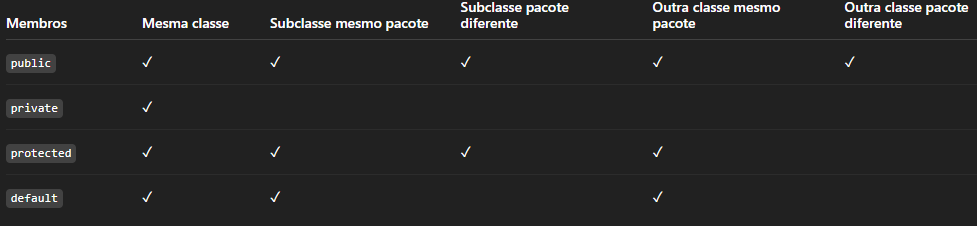 Membros Mesma classe Subclasse mesmo pacote Subclasse pacote diferente Outra classe mesmo pacote Outra classe pacote diferente
public ✓ ✓ ✓ ✓ ✓
private ✓
protected ✓ ✓ ✓ ✓
default ✓ ✓ ✓